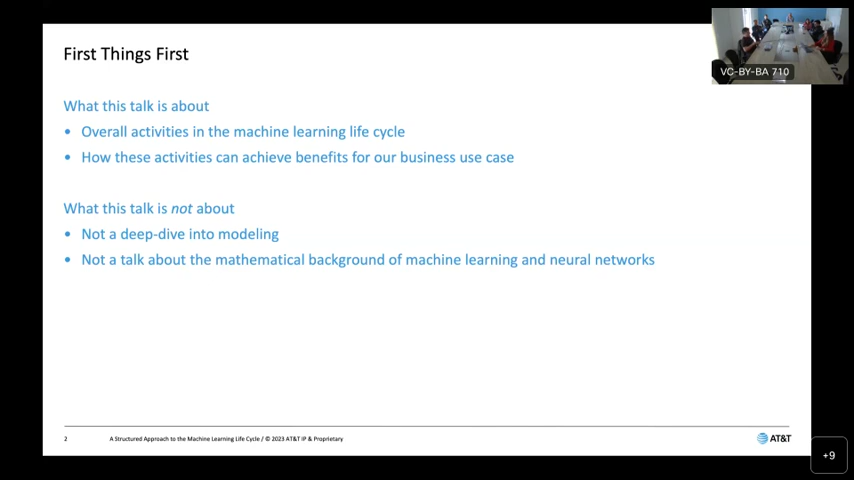 First Things First
VC-BY-BA 710
What this talk is about
• Overall activities in the machine learning life cycle
• How these activities can achieve benefits for our business use case
What this talk is not about
• Not a deep-dive into modeling
• Not a talk about the mathematical background of machine learning and neural networks
2 A Structured Approach to the Machine Learning Life Cycle / © 2023 AT&T IP & Proprietary
AT&T
+9